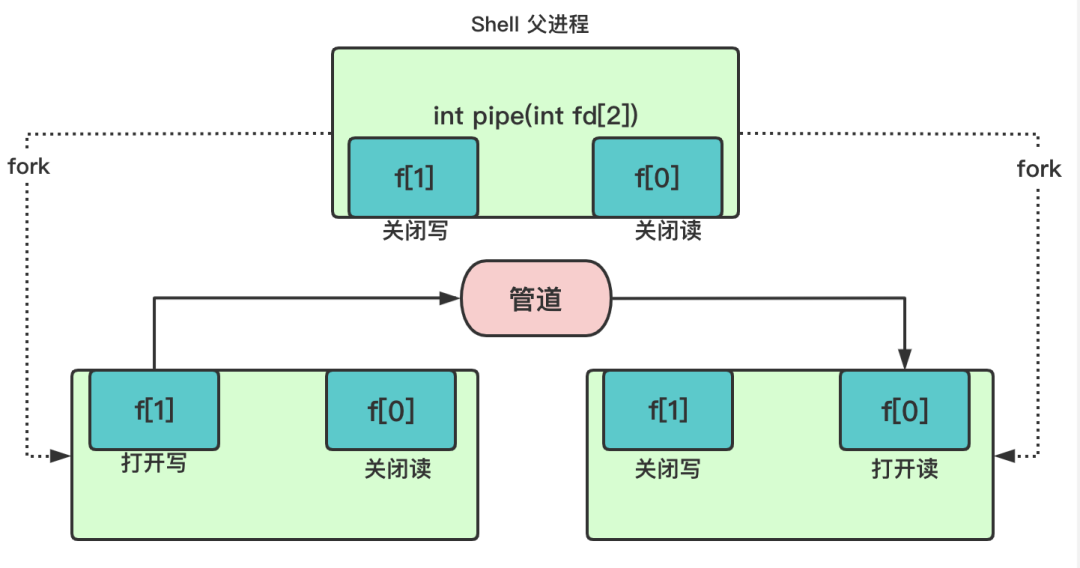 Shell 父进程
int pipe(int fd[2])
f[1]
f[0]
关闭写
关闭读
fork
fork
管道
f[1]
f[0]
打开写
关闭读
f[1]
f[0]
关闭写
打开读